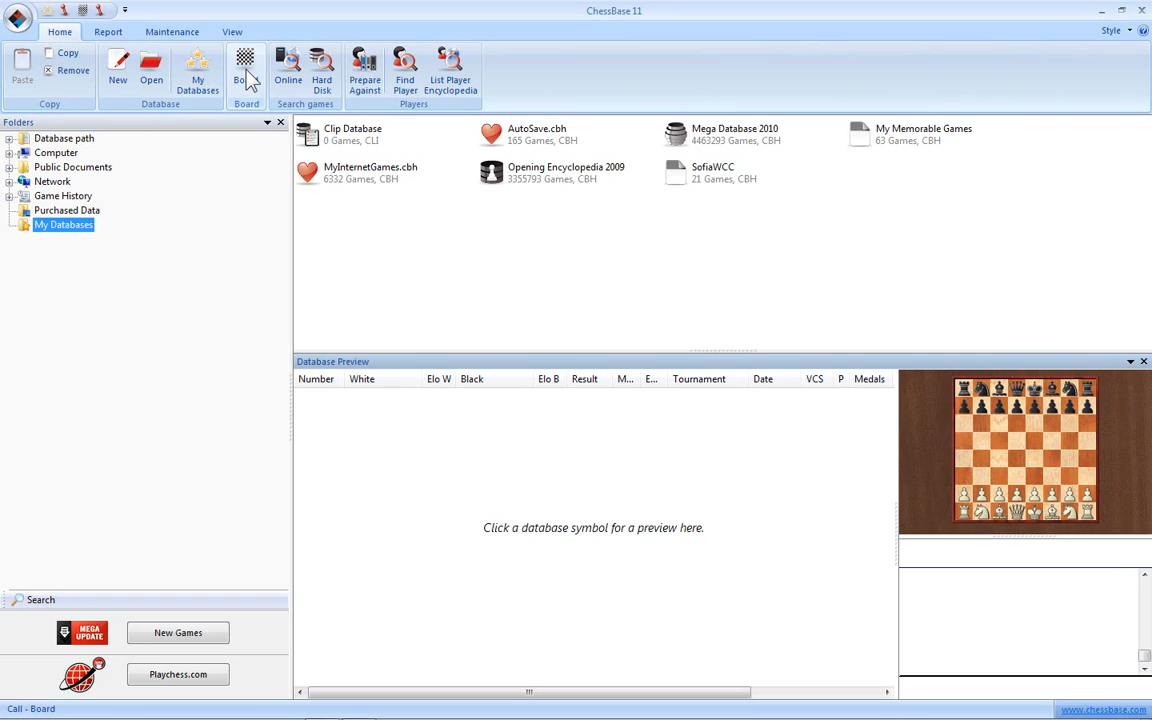 ChessBase 11
Home Report Maintenance View Style
Paste
Copy
Remove
New
Open
My Databases
Online
Hard Disk
Prepare Against
Find Player
List Player Encyclopedia
Copy Database Board Search games Players
Folders
Database path
Computer
Public Documents
Network
Game History
Purchased Data
My Databases
Clip Database
0 Games, CLI
AutoSave.cbh
165 Games, CBH
Mega Database 2010
4463293 Games, CBH
My Memorable Games
63 Games, CBH
MyInternetGames.cbh
6332 Games, CBH
Opening Encyclopedia 2009
3355793 Games, CBH
SofiaWCC
21 Games, CBH
Database Preview
Number White Elo W Black Elo B Result M... E... Tournament Date VCS P Medals
Click a database symbol for a preview here.
Search
MEGA UPDATE
New Games
Playchess.com
Call - Board
www.chessbase.com